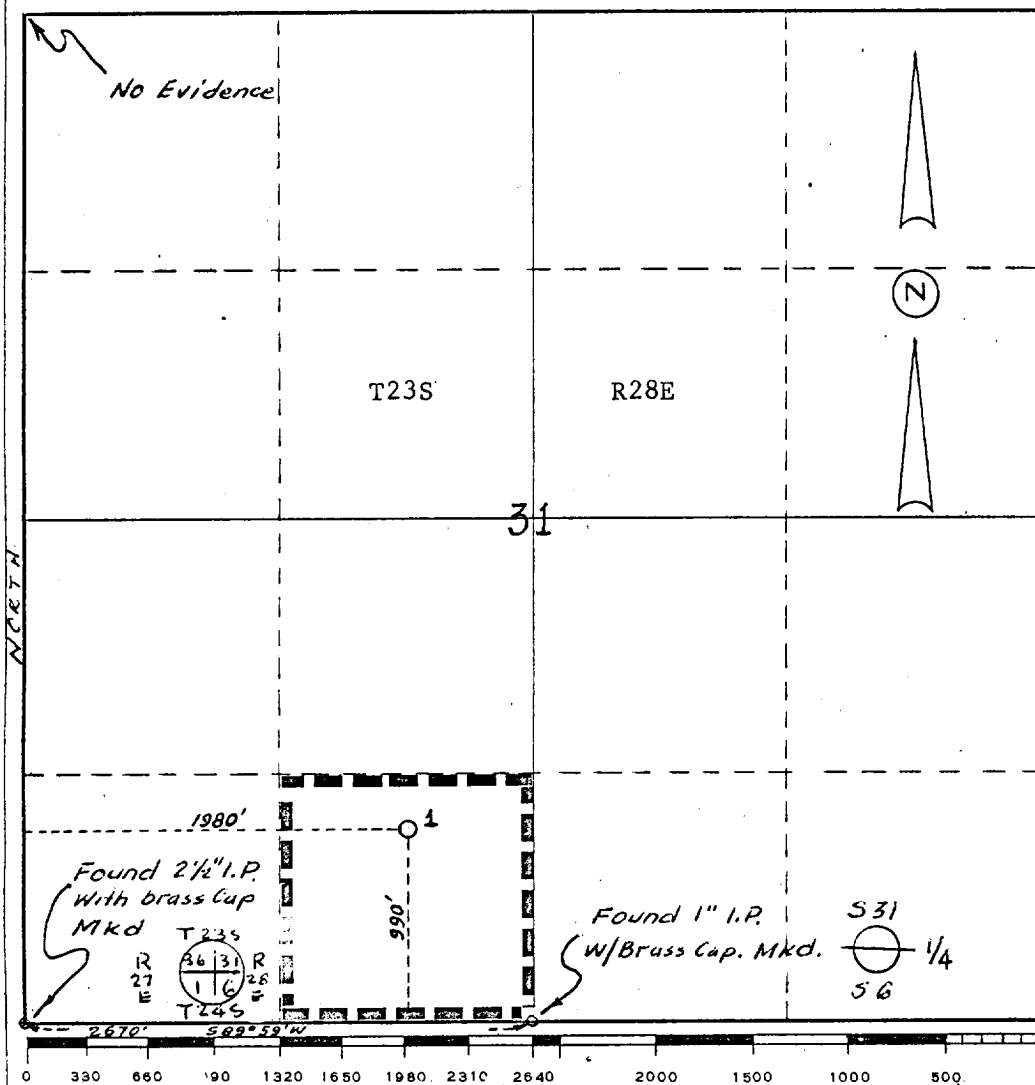 No Evidence
N
T23S R28E
31
NORTH
1980' 1
990'
Found 2½" I.P.
With brass Cap
Mkd
T23S
R 36 31 R
27 1 6 28
E E
T24S
Found 1" I.P.
W/Brass Cap. Mkd.
S 31
1/4
S 6
2670' S89°59'W
0 330 660 990 1320 1650 1980 2310 2640 2000 1500 1000 500